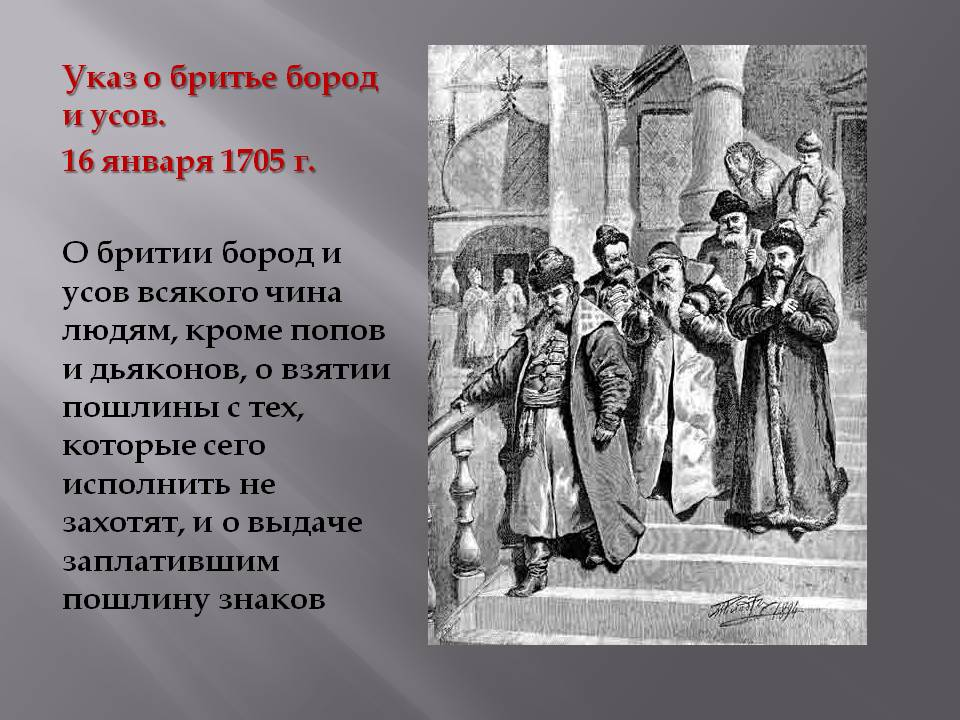 Указ о бритье бород
и усов.
16 января 1705 г.
О бритии бород и
усов всякого чина
людям, кроме попов
и дьяконов, о взятии
пошлины с тех,
которые сего
исполнить не
захотят, и о выдаче
заплатившим
пошлину знаков
1894